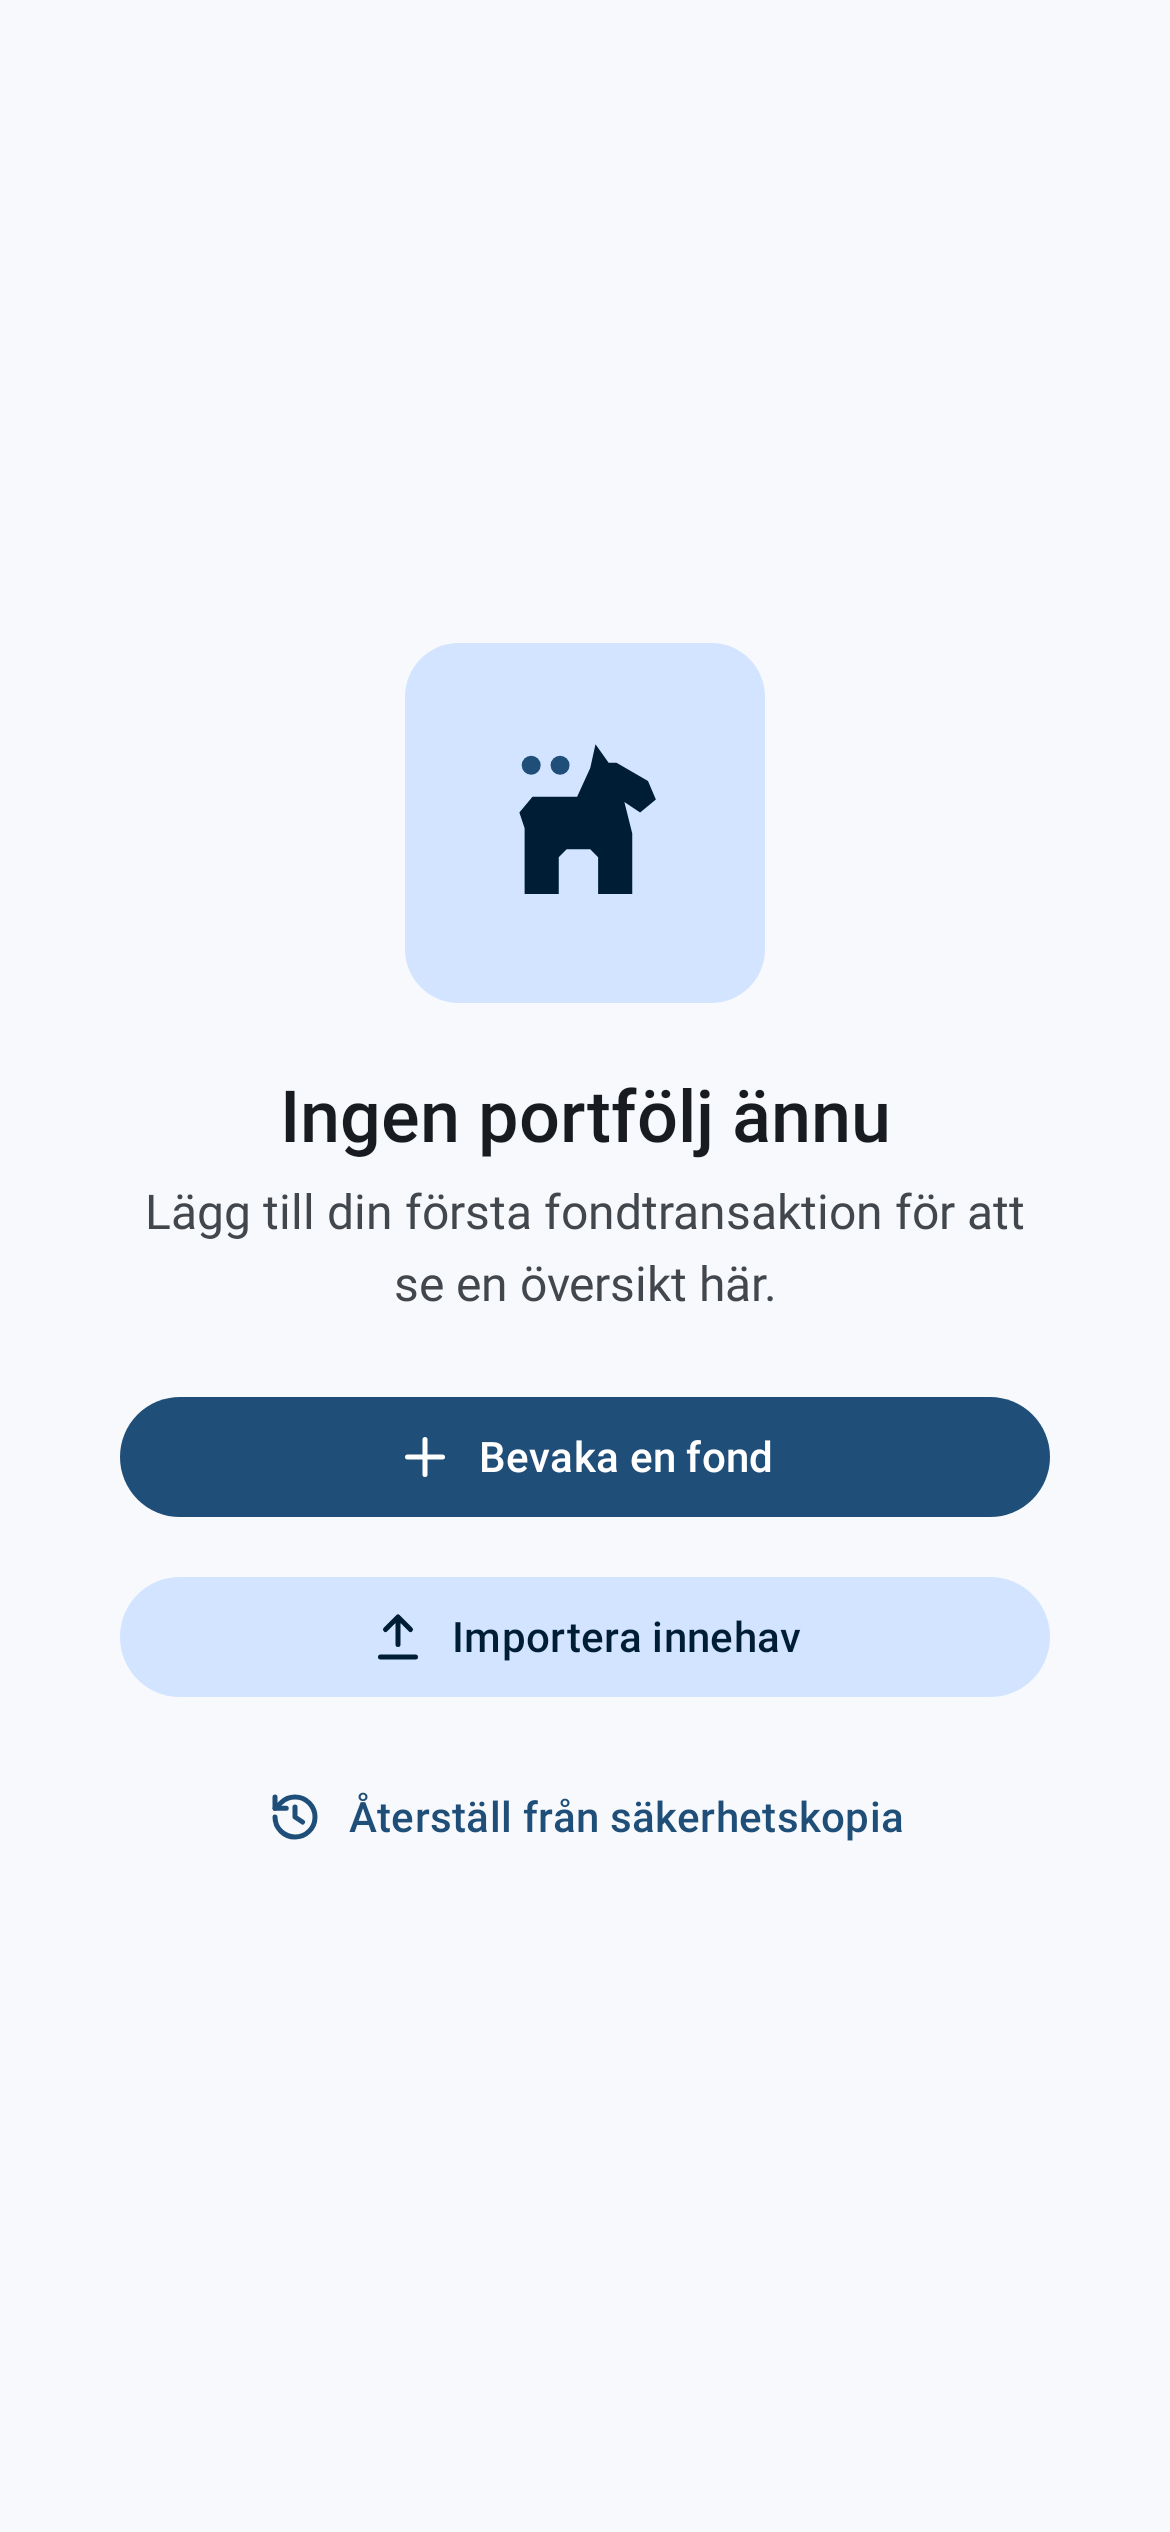 Ingen portfölj ännu
Lägg till din första fondtransaktion för att
se en översikt här.
Bevaka en fond
Importera innehav
Återställ från säkerhetskopia